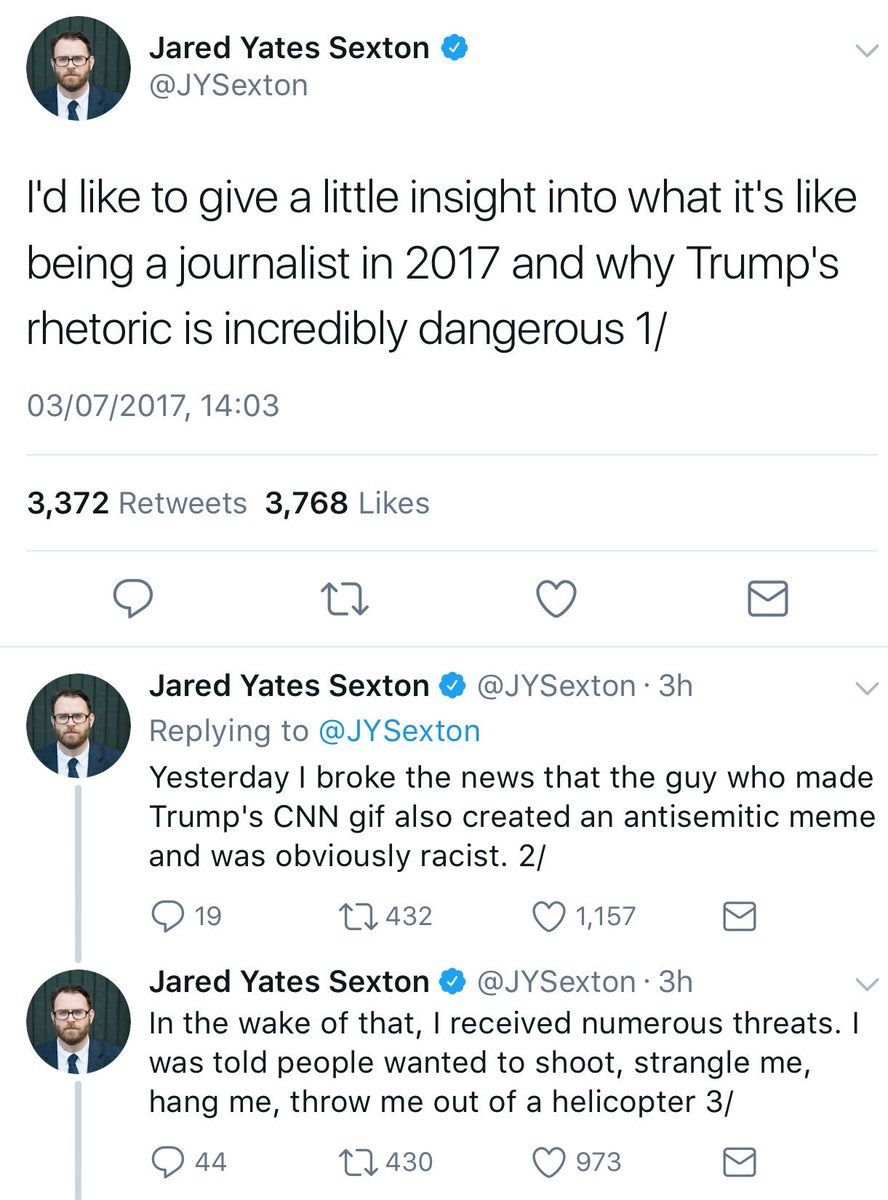 Jared Yates Sexton
@JYSexton
I'd like to give a little insight into what it's like
being a journalist in 2017 and why Trump's
rhetoric is incredibly dangerous 1/
03/07/2017, 14:03
3,372 Retweets 3,768 Likes
Jared Yates Sexton @JYSexton · 3h
Replying to @JYSexton
Yesterday I broke the news that the guy who made
Trump's CNN gif also created an antisemitic meme
and was obviously racist. 2/
19 432 1,157
Jared Yates Sexton @JYSexton · 3h
In the wake of that, I received numerous threats. I
was told people wanted to shoot, strangle me,
hang me, throw me out of a helicopter 3/
44 430 973